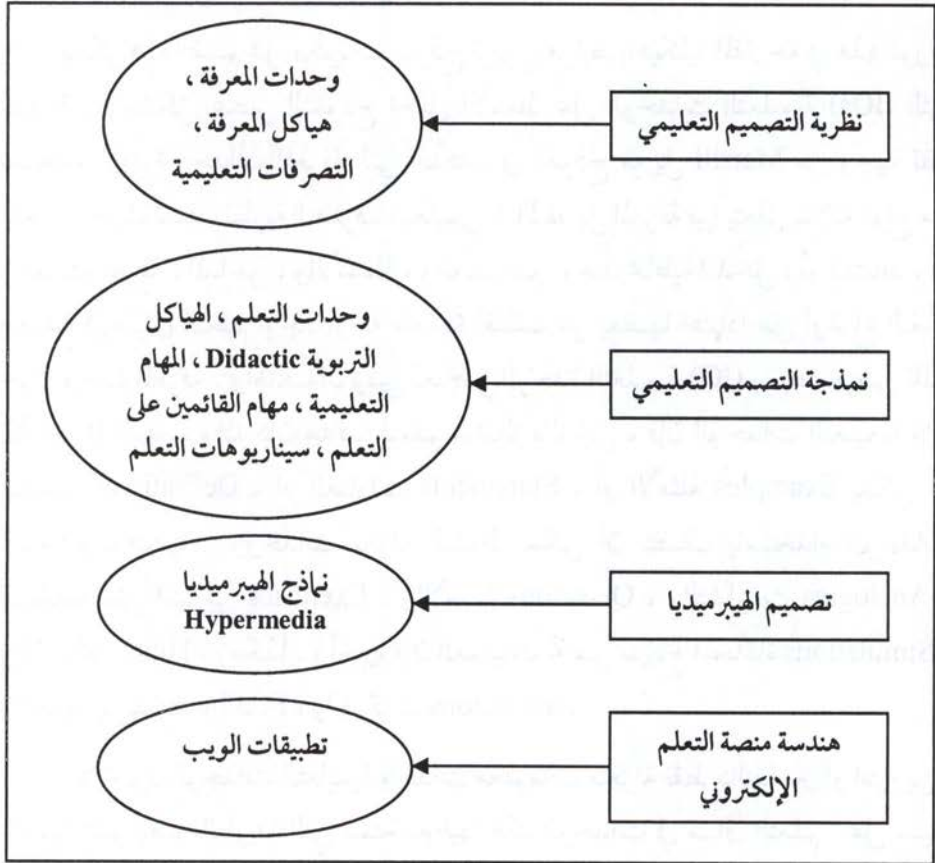 نظرية التصميم التعليمي
وحدات المعرفة ،
هياكل المعرفة ،
التصرفات التعليمية
نمذجة التصميم التعليمي
وحدات التعلم ، الهياكل
التربوية Didactic ، المهام
التعليمية ، مهام القائمين على
التعلم ، سيناريوهات التعلم
تصميم الهيبرميديا
نماذج الهيبرميديا
Hypermedia
هندسة منصة التعلم
الإلكتروني
تطبيقات الويب